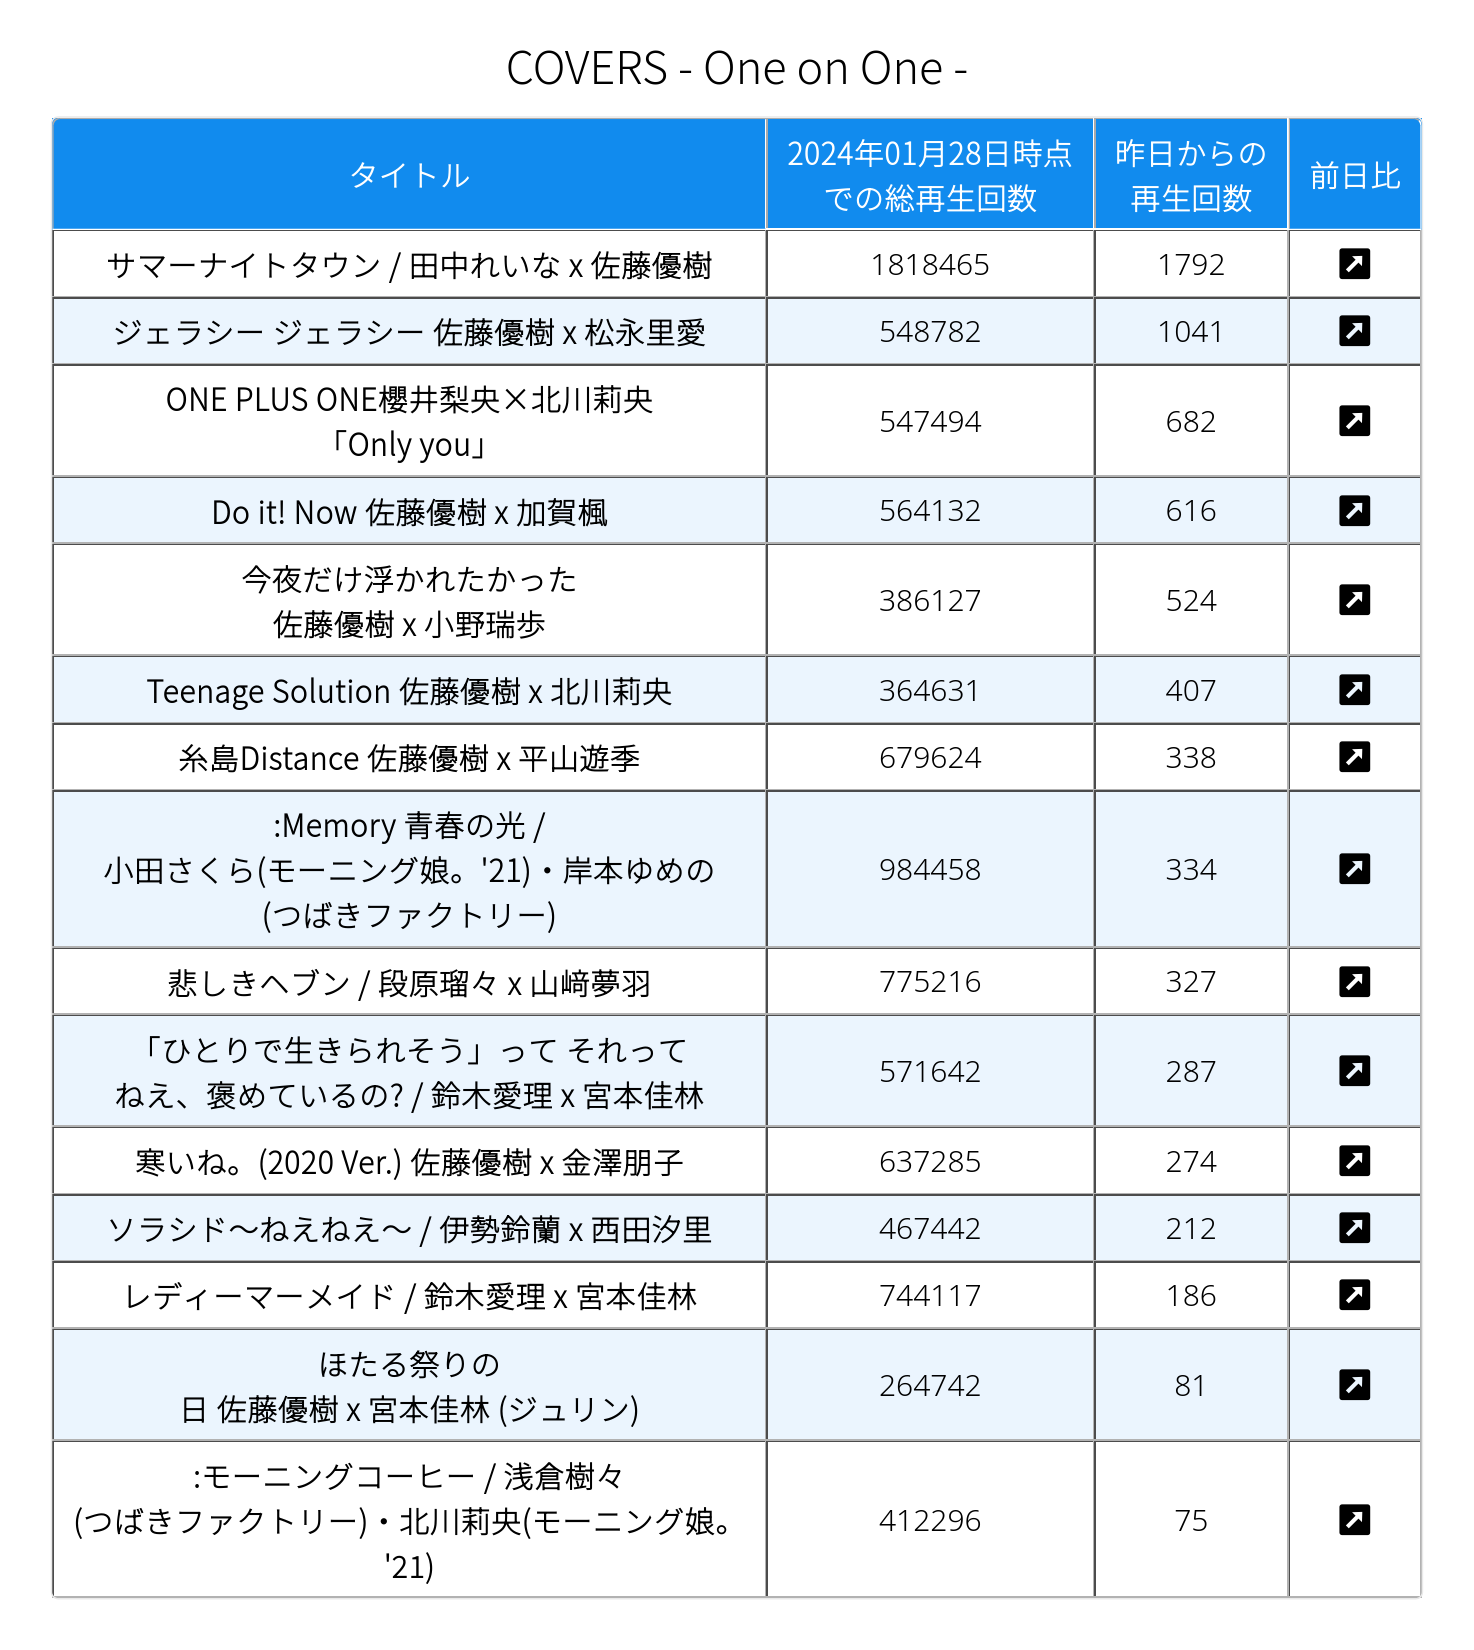 COVERS - One on One -
タイトル
2024年01月28日時点
での総再生回数
昨日からの
再生回数
前日比
サマーナイトタウン / 田中れいな x 佐藤優樹
1818465
1792
ジェラシー ジェラシー 佐藤優樹 x 松永里愛
548782
1041
ONE PLUS ONE櫻井梨央×北川莉央
「Only you」
547494
682
Do it! Now 佐藤優樹 x 加賀楓
564132
616
今夜だけ浮かれたかった
佐藤優樹 x 小野瑞歩
386127
524
Teenage Solution 佐藤優樹 x 北川莉央
364631
407
糸島Distance 佐藤優樹 x 平山遊季
679624
338
:Memory 青春の光 /
小田さくら(モーニング娘。'21)・岸本ゆめの
(つばきファクトリー)
984458
334
悲しきヘブン / 段原瑠々 x 山﨑夢羽
775216
327
「ひとりで生きられそう」って それって
ねえ、褒めているの? / 鈴木愛理 x 宮本佳林
571642
287
寒いね。(2020 Ver.) 佐藤優樹 x 金澤朋子
637285
274
ソラシド〜ねえねえ〜 / 伊勢鈴蘭 x 西田汐里
467442
212
レディーマーメイド / 鈴木愛理 x 宮本佳林
744117
186
ほたる祭りの
日 佐藤優樹 x 宮本佳林 (ジュリン)
264742
81
:モーニングコーヒー / 浅倉樹々
(つばきファクトリー)・北川莉央(モーニング娘。
'21)
412296
75